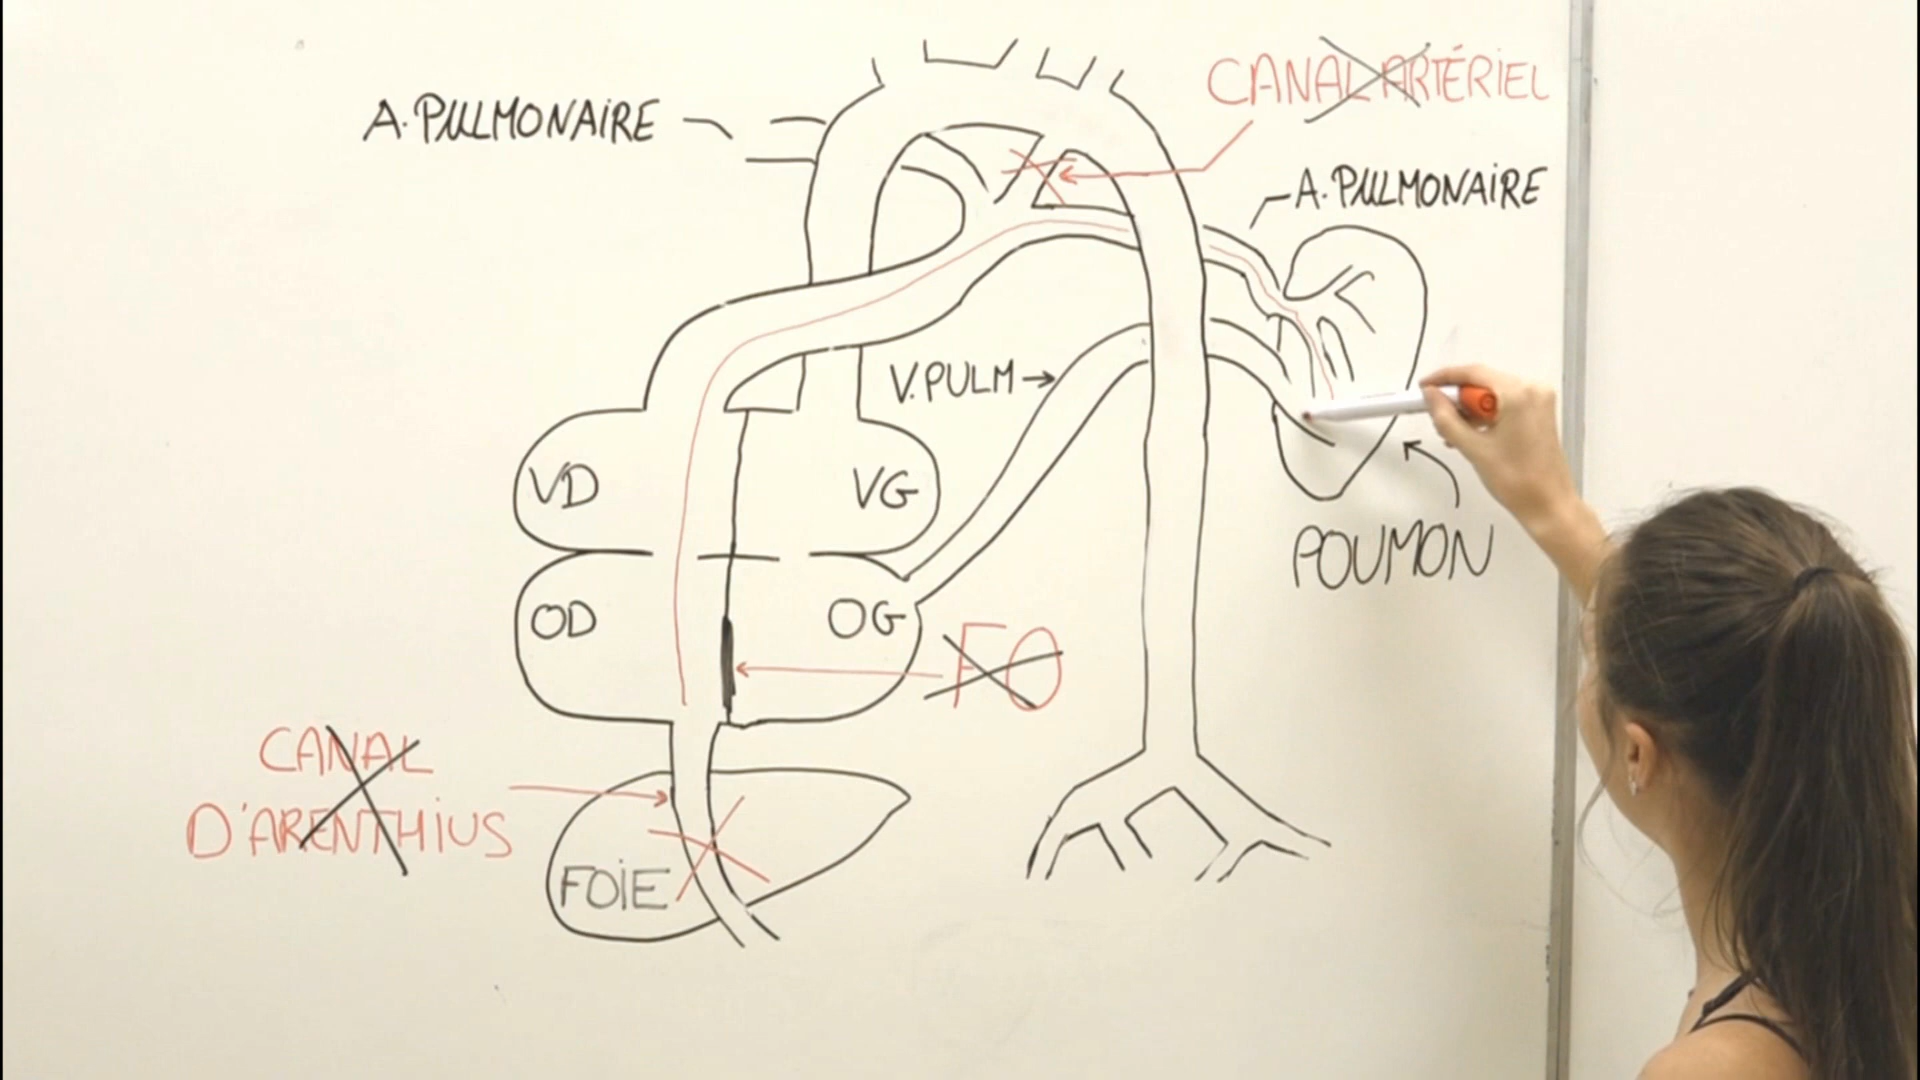 CANAL ARTÉRIEL
A. PULMONAIRE
A. PULMONAIRE
V. PULM
VD
VG
POUMON
OD
OG
FO
CANAL
D'ARENTHIUS
FOIE